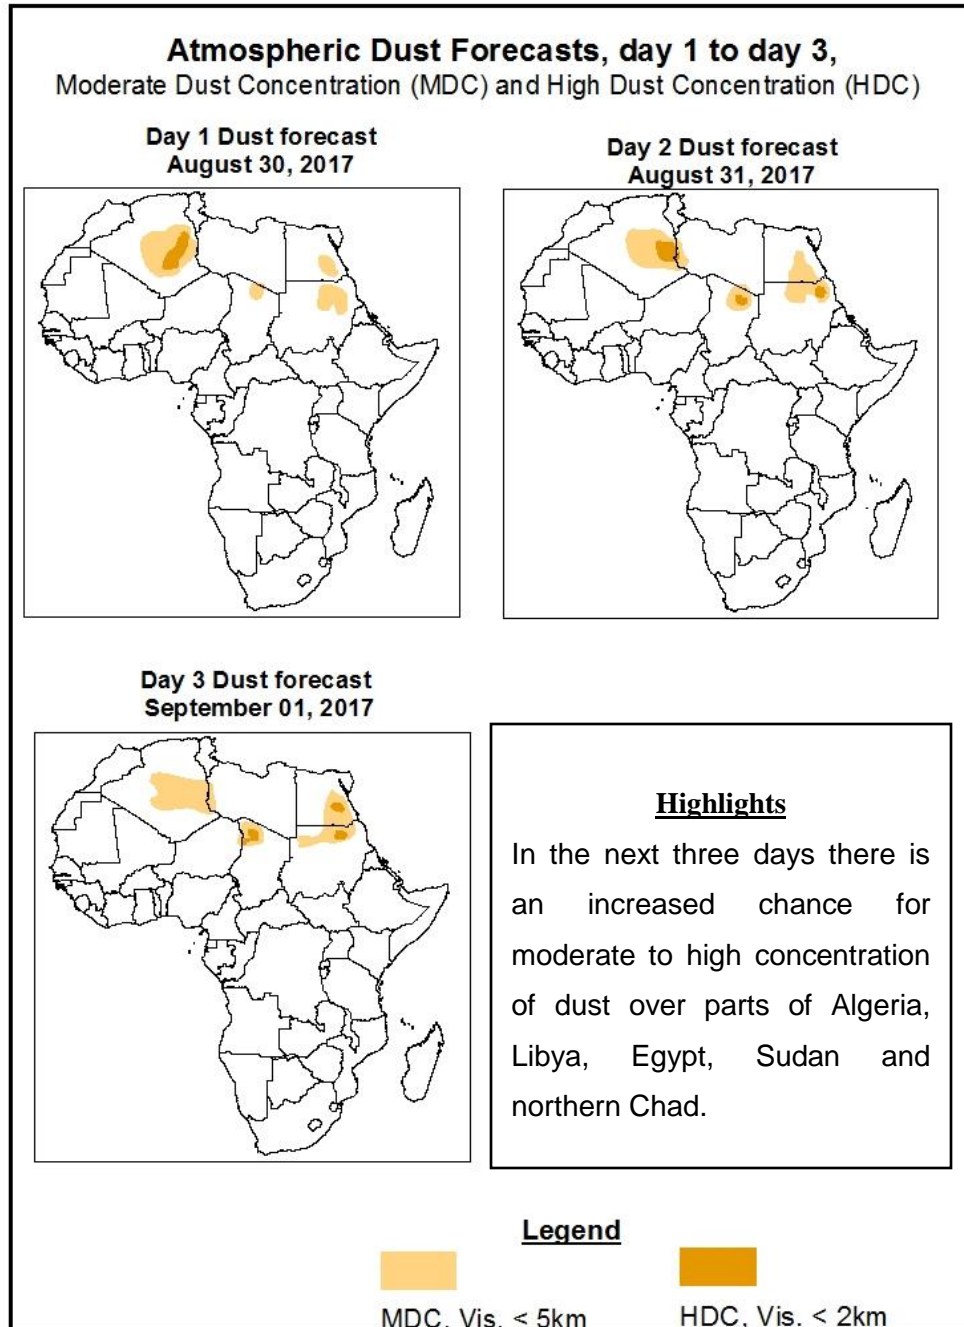 Atmospheric Dust Forecasts, day 1 to day 3,
Moderate Dust Concentration (MDC) and High Dust Concentration (HDC)
Day 1 Dust forecast
August 30, 2017
Day 2 Dust forecast
August 31, 2017
Day 3 Dust forecast
September 01, 2017
Highlights
In the next three days there is
an increased chance for
moderate to high concentration
of dust over parts of Algeria,
Libya, Egypt, Sudan and
northern Chad.
Legend
MDC, Vis. < 5km
HDC, Vis. < 2km